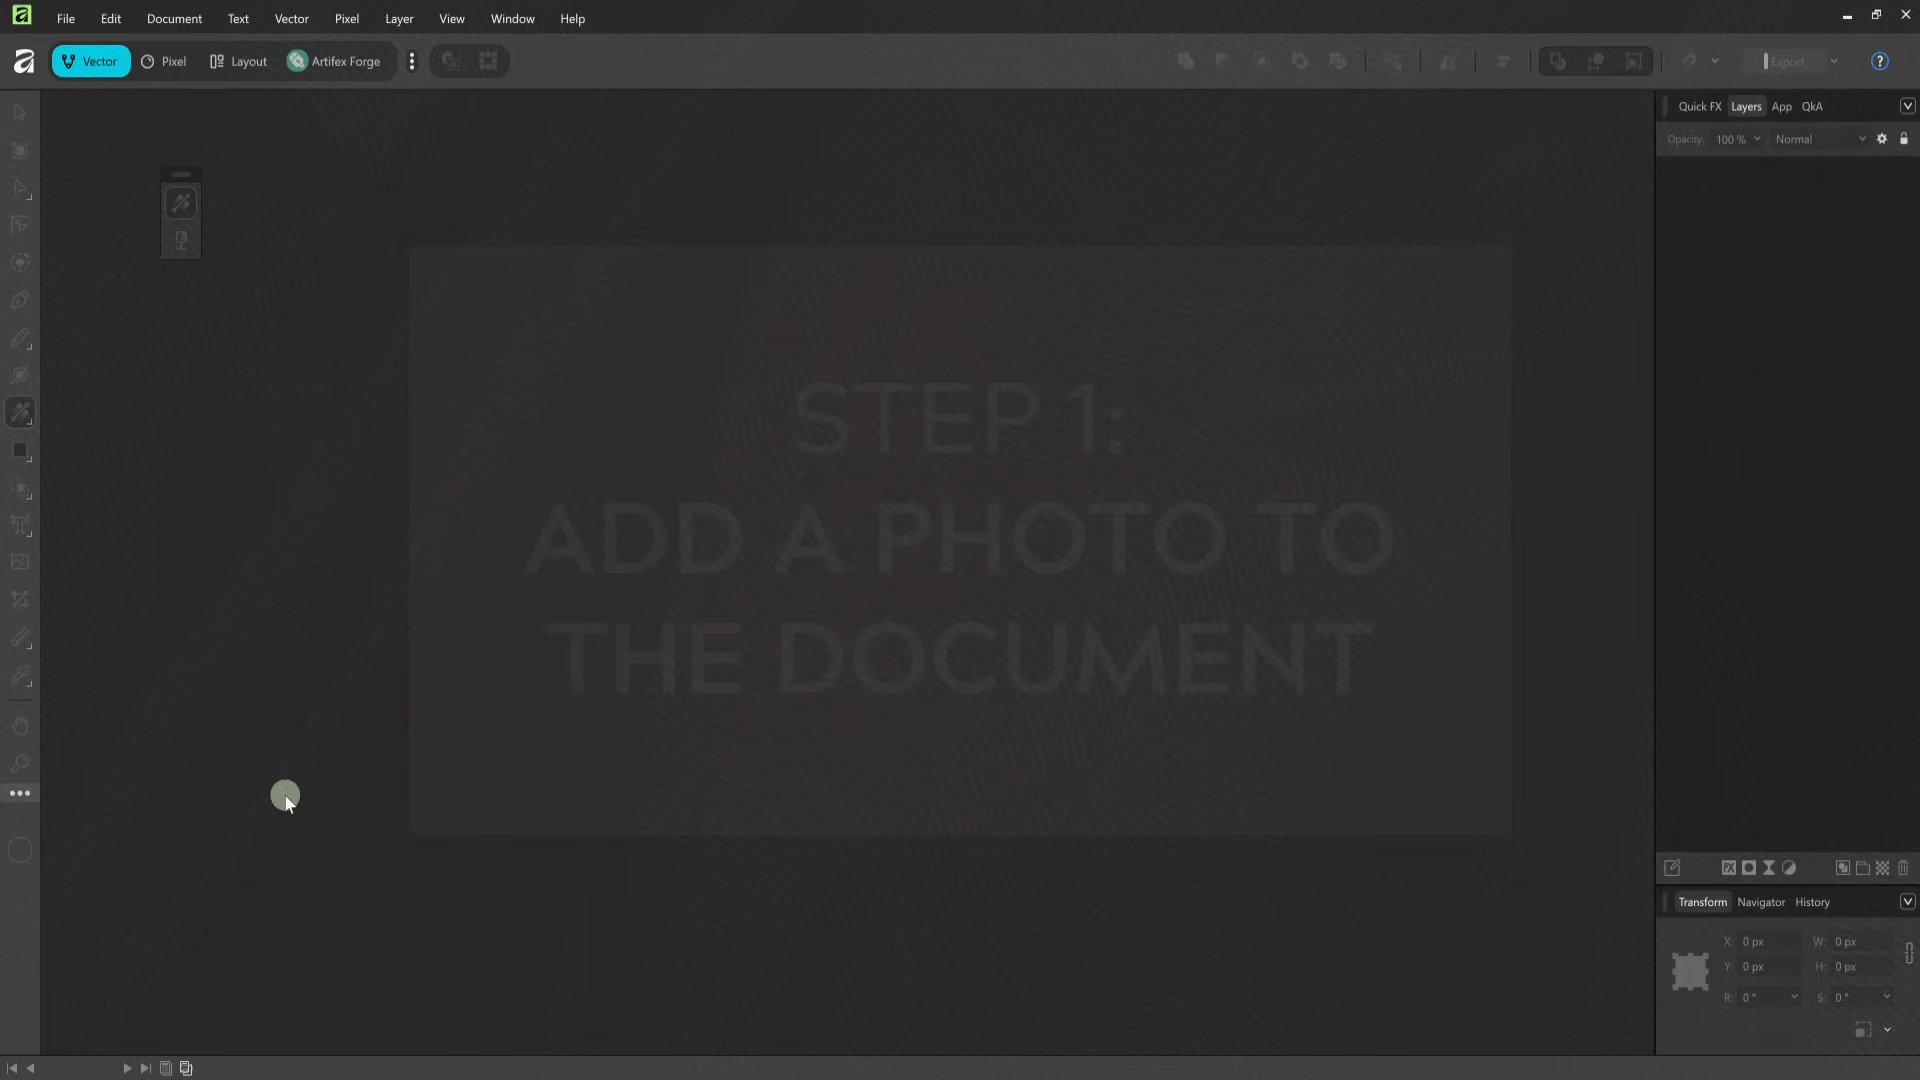 File Edit Document Text Vector Pixel Layer View Window Help
Vector Pixel Layout Artifex Forge Export ?
Quick FX Layers App QkA
Opacity: 100 % Normal
STEP 1:
ADD A PHOTO TO
THE DOCUMENT
Transform Navigator History
X: 0 px W: 0 px
Y: 0 px H: 0 px
R: 0 ° S: 0 °